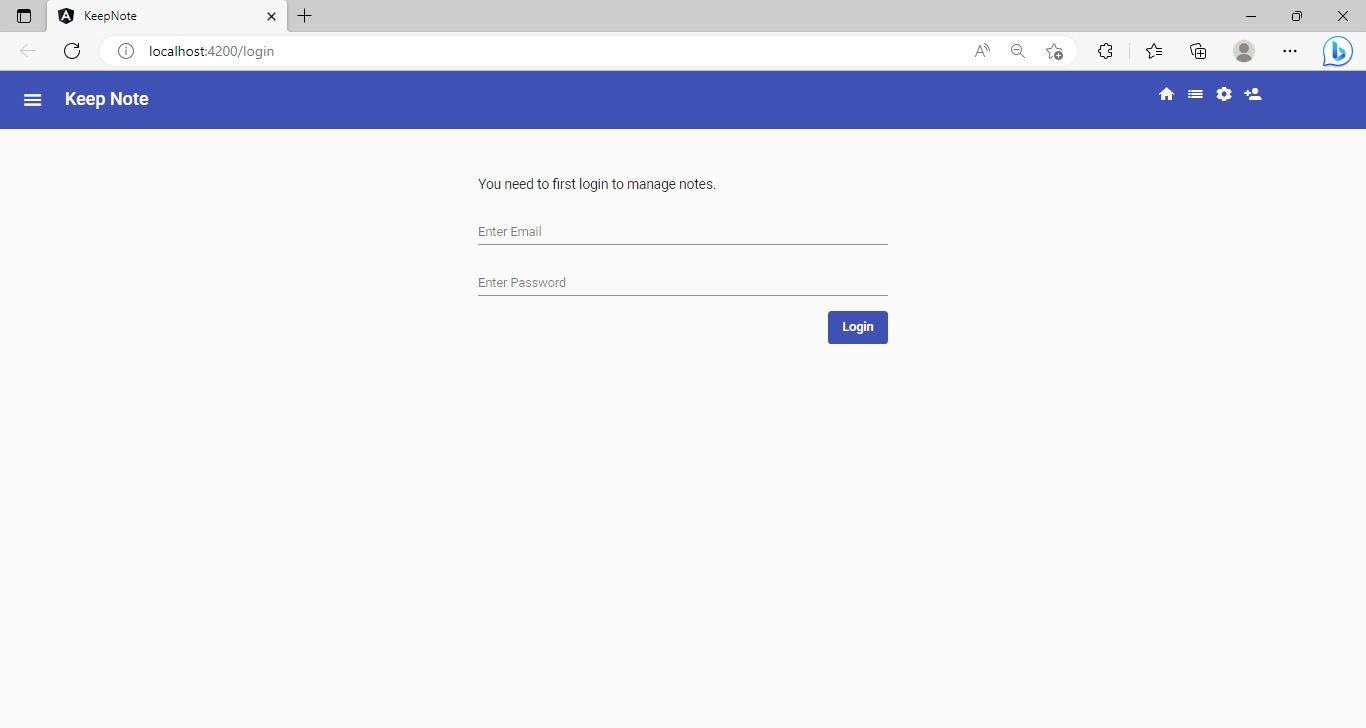 KeepNote
localhost:4200/login
Keep Note
You need to first login to manage notes.
Enter Email
Enter Password
Login